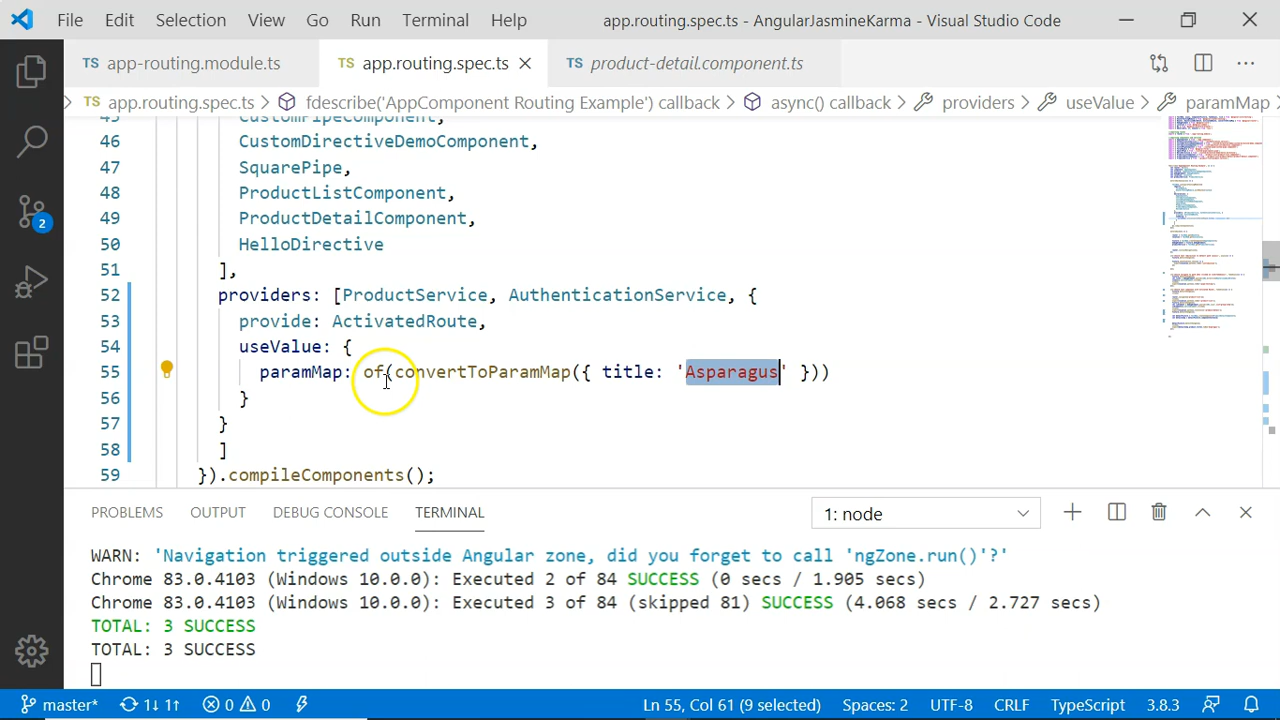 File Edit Selection View Go Run Terminal Help app.routing.spec.ts - AngularJasmineKarma - Visual Studio Code
TS app-routing.module.ts TS app.routing.spec.ts TS product-detail.component.ts
TS app.routing.spec.ts fdescribe('AppComponent Routing Example') callback async() callback providers useValue paramMap
45 CustomPipeComponent,
46 CustomDirectiveDemoComponent,
47 SquarePipe,
48 ProductListComponent,
49 ProductDetailComponent,
50 HelloDirective
51 ],
52 providers: [ProductService, AuthenticationService,
53 provide: ActivatedRoute,
54 useValue: {
55 paramMap: of(convertToParamMap({ title: 'Asparagus' }))
56 }
57 }
58 ]
59 }).compileComponents();
PROBLEMS OUTPUT DEBUG CONSOLE TERMINAL 1: node
WARN: 'Navigation triggered outside Angular zone, did you forget to call 'ngZone.run()'?'
Chrome 83.0.4103 (Windows 10.0.0): Executed 2 of 84 SUCCESS (0 secs / 1.905 secs)
Chrome 83.0.4103 (Windows 10.0.0): Executed 3 of 84 (skipped 81) SUCCESS (4.068 secs / 2.727 secs)
TOTAL: 3 SUCCESS
TOTAL: 3 SUCCESS
2
master* 1↓ 1↑ 0 0 Ln 55, Col 61 (9 selected) Spaces: 2 UTF-8 CRLF TypeScript 3.8.3